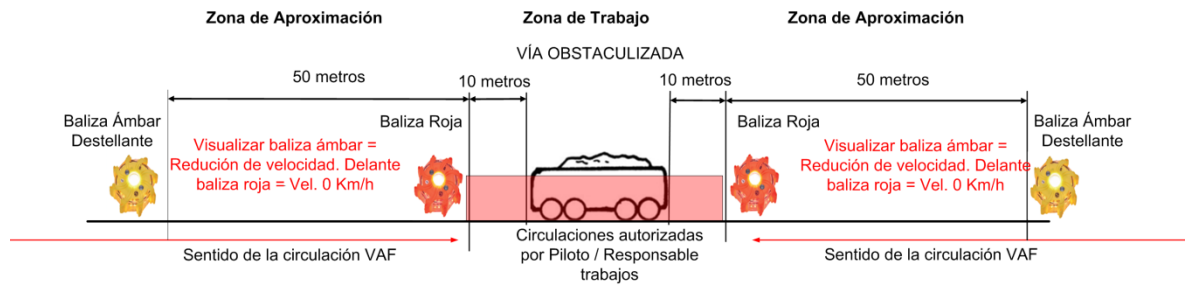 Zona de Aproximación
Zona de Trabajo
Zona de Aproximación
VÍA OBSTACULIZADA
50 metros
10 metros
10 metros
50 metros
Baliza Ámbar
Destellante
Baliza Roja
Visualizar baliza ámbar =
Redución de velocidad. Delante
baliza roja = Vel. 0 Km/h
Baliza Roja
Visualizar baliza ámbar =
Redución de velocidad. Delante
baliza roja = Vel. 0 Km/h
Baliza Ámbar
Destellante
Sentido de la circulación VAF
Circulaciones autorizadas
por Piloto / Responsable
trabajos
Sentido de la circulación VAF